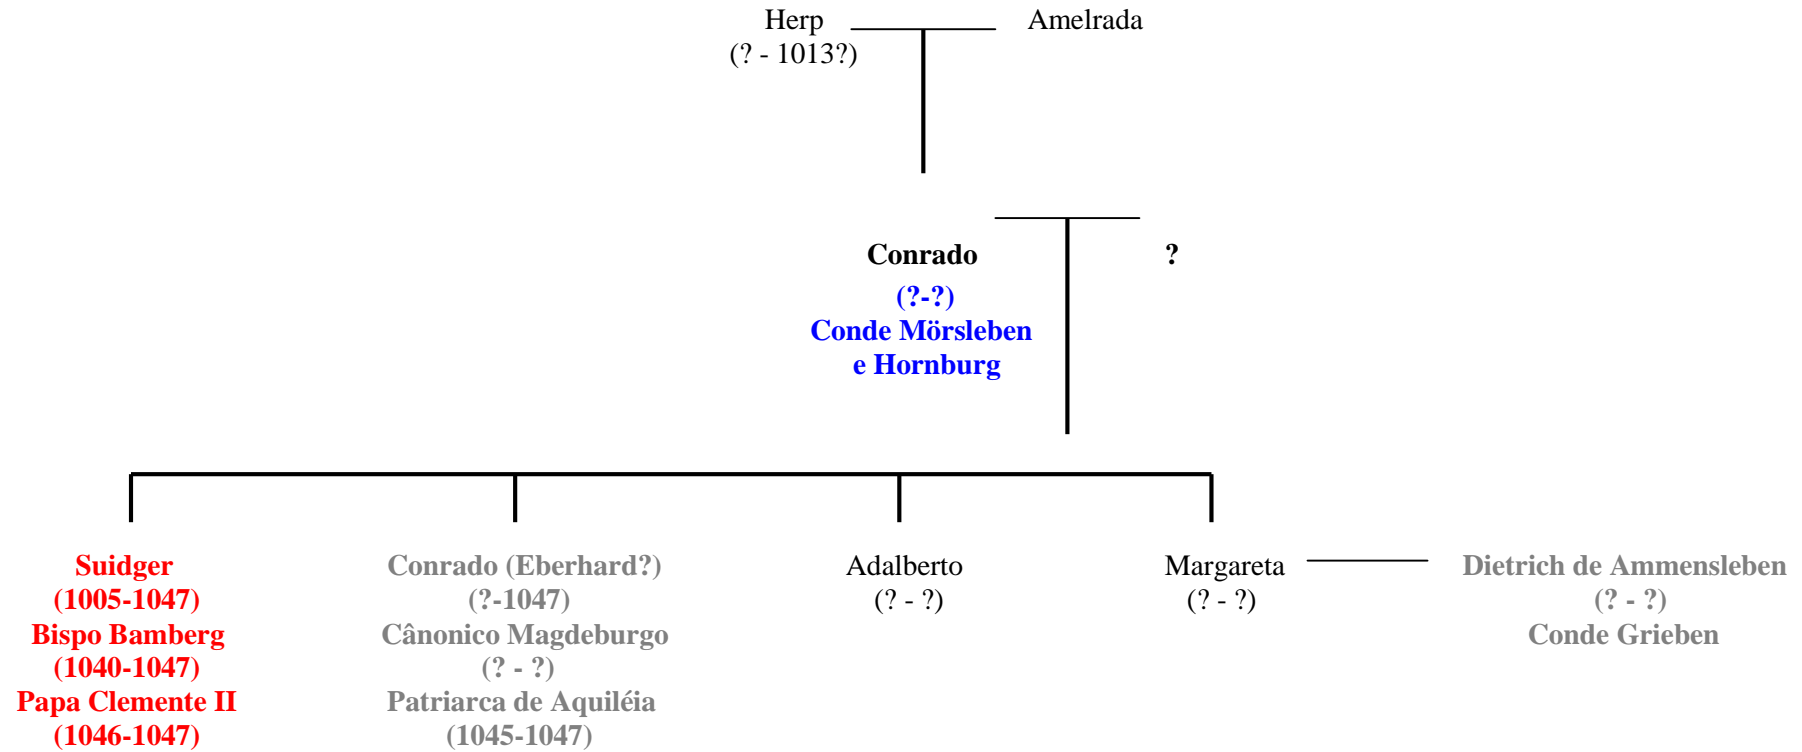 Herp
(? - 1013?)
Amelrada
Conrado
(?-?)
Conde Mörsleben
e Hornburg
?
Suidger
(1005-1047)
Bispo Bamberg
(1040-1047)
Papa Clemente II
(1046-1047)
Conrado (Eberhard?)
(?-1047)
Cânonico Magdeburgo
(? - ?)
Patriarca de Aquiléia
(1045-1047)
Adalberto
(? - ?)
Margareta
(? - ?)
Dietrich de Ammensleben
(? - ?)
Conde Grieben